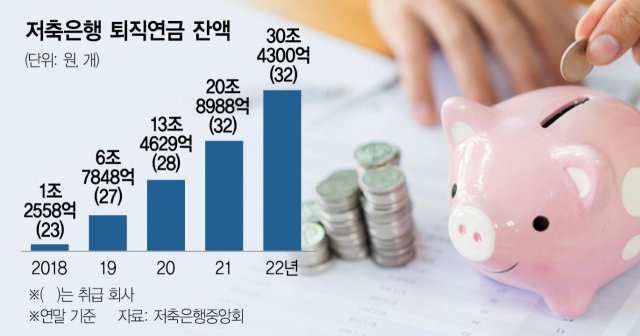 저축은행 퇴직연금 잔액
(단위: 원, 개)
1조
2558억
(23)
6조
7848억
(27)
13조
4629억
(28)
20조
8988억
(32)
30조
4300억
(32)
2018 19 20 21 22년
※( )는 취급 회사
※연말 기준 자료: 저축은행중앙회